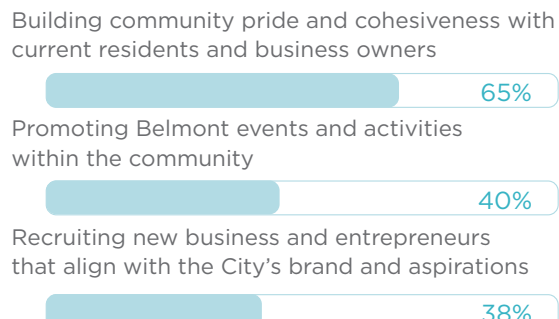 Building community pride and cohesiveness with
current residents and business owners
65%
Promoting Belmont events and activities
within the community
40%
Recruiting new business and entrepreneurs
that align with the City's brand and aspirations
38%